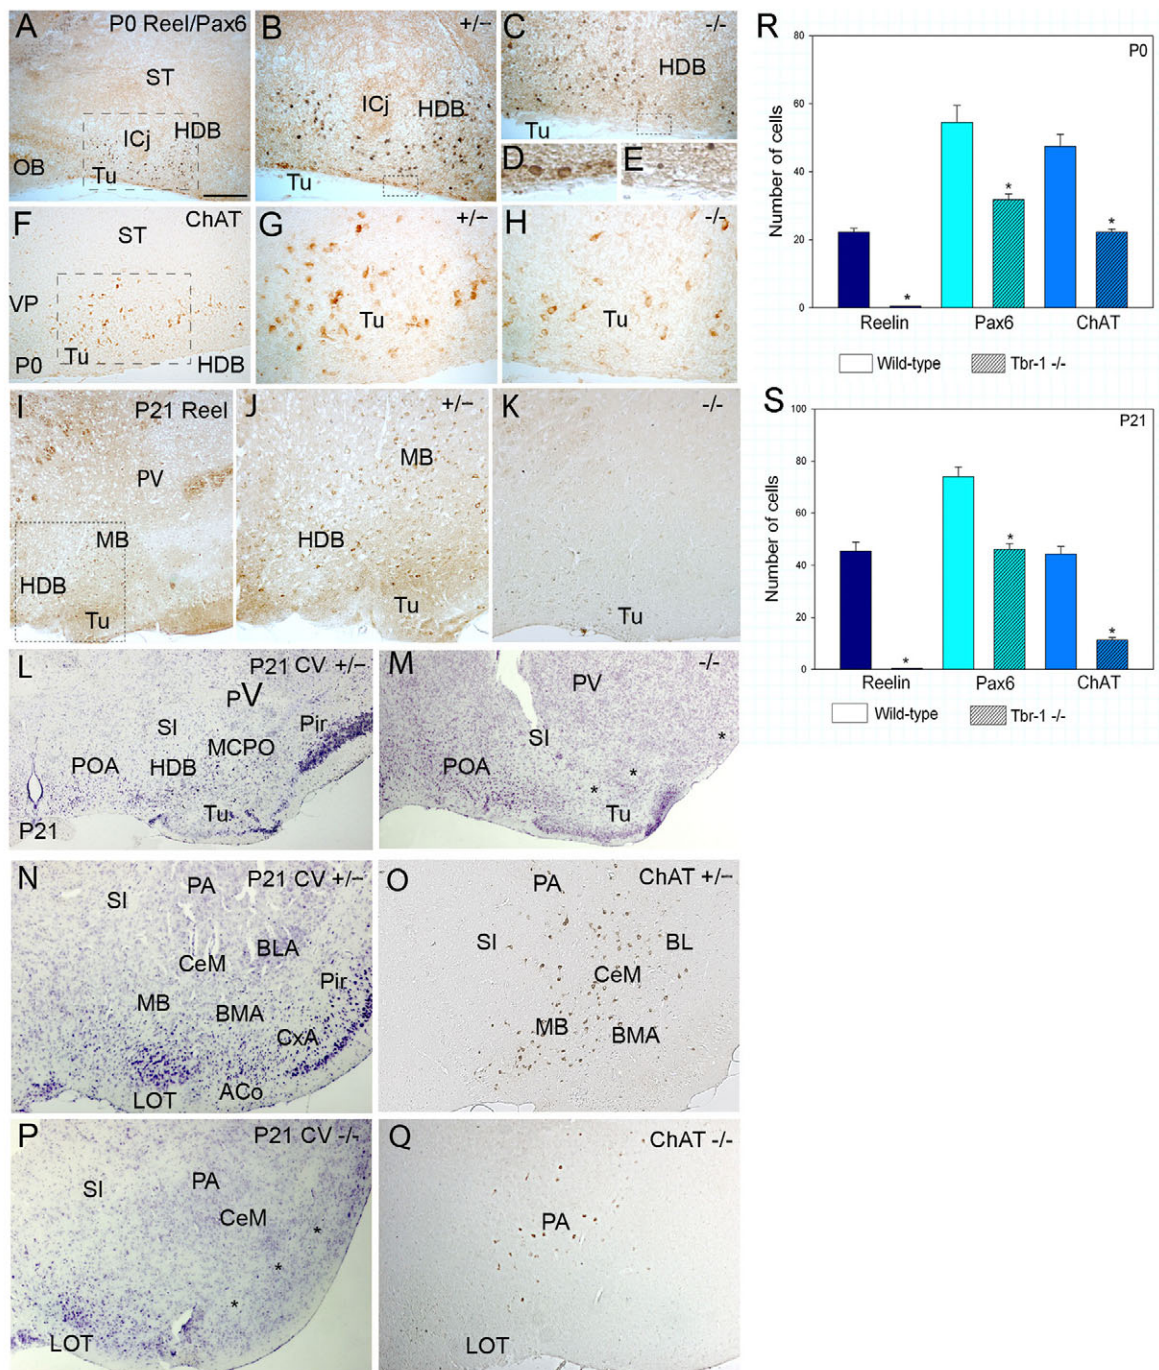 A P0 Reel/Pax6
ST
ICj
HDB
OB
Tu
B +/−
ICj
HDB
Tu
C -/-
HDB
Tu
D
E
F ChAT
ST
VP
Tu
P0 HDB
G +/−
Tu
H -/-
Tu
I P21 Reel
PV
MB
HDB
Tu
J +/−
MB
HDB
Tu
K -/-
Tu
L P21 CV +/−
PV
SI Pir
MCPO
POA HDB
Tu
P21
M -/-
PV
SI
*
POA *
*
Tu
N P21 CV +/−
PA
SI
BLA
CeM
Pir
MB
BMA
CxA
LOT ACo
O ChAT +/−
PA
SI BL
CeM
MB BMA
P P21 CV -/-
PA
SI
CeM
*
*
*
LOT
Q ChAT -/-
PA
LOT
R
P0
80
60
40
20
0
Number of cells
*
*
*
Reelin Pax6 ChAT
Wild-type Tbr-1 -/-
S
P21
100
80
60
40
20
0
Number of cells
*
*
*
Reelin Pax6 ChAT
Wild-type Tbr-1 -/-